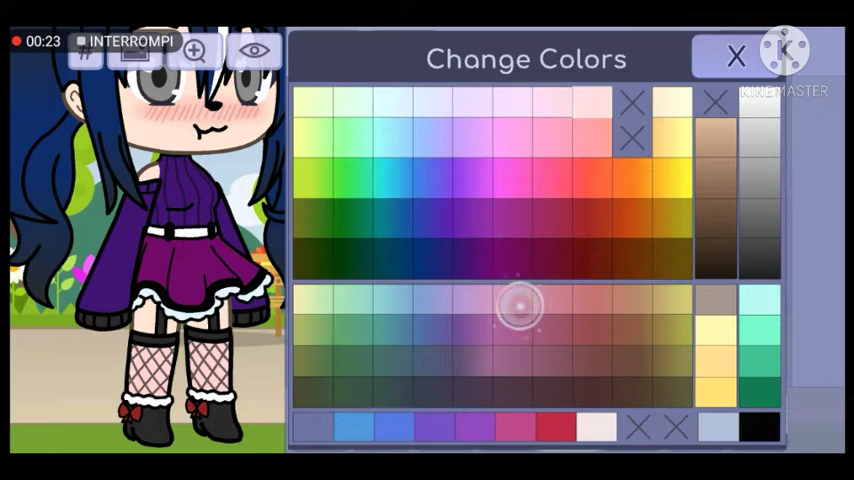 00:23 INTERROMPI
#
Change Colors
X
K
KINEMASTER